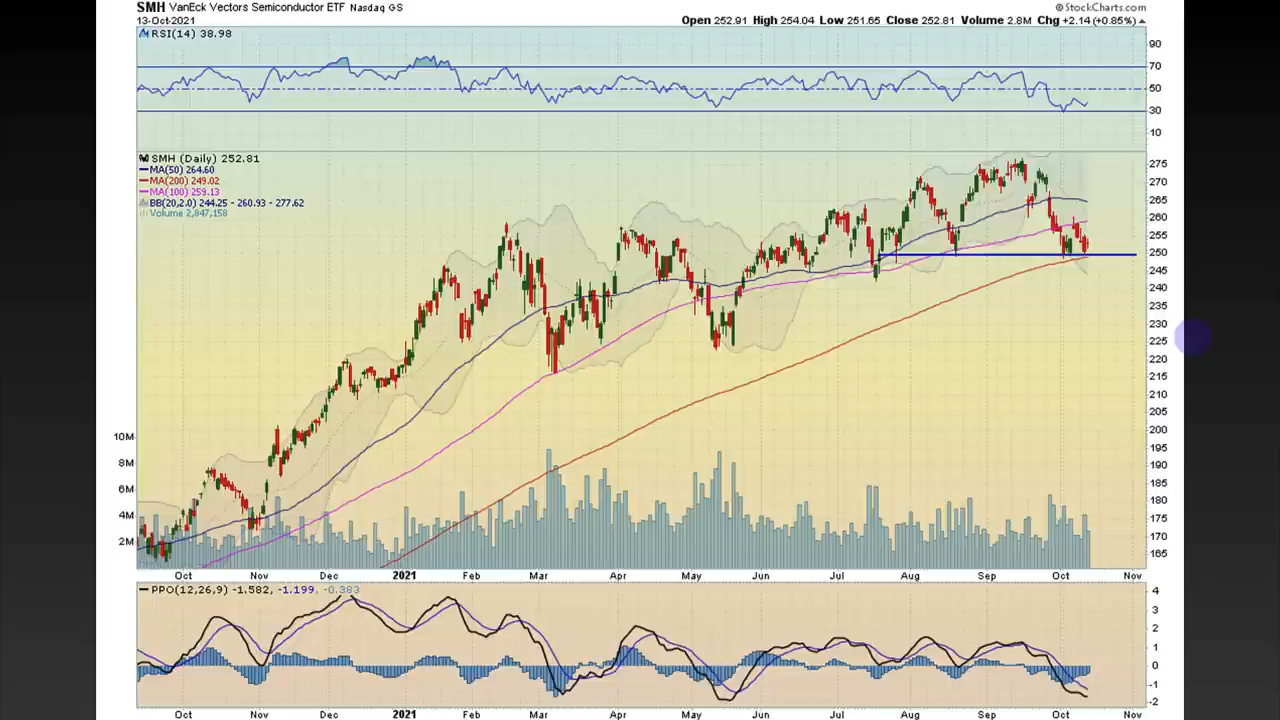 SMH VanEck Vectors Semiconductor ETF Nasdaq GS
© StockCharts.com
13-Oct-2021
Open 252.91 High 254.04 Low 251.65 Close 252.81 Volume 2.8M Chg +2.14 (+0.85%)
RSI(14) 38.98
90
70
50
30
10
SMH (Daily) 252.81
MA(50) 264.60
MA(200) 249.02
MA(100) 259.13
BB(20,2.0) 244.25 - 260.93 - 277.62
Volume 2,847,158
275
270
265
260
255
250
245
240
235
230
225
220
215
210
205
200
195
190
185
180
175
170
165
10M
8M
6M
4M
2M
Oct Nov Dec 2021 Feb Mar Apr May Jun Jul Aug Sep Oct Nov
PPO(12,26,9) -1.582, -1.199, -0.383
4
3
2
1
0
-1
-2
Oct Nov Dec 2021 Feb Mar Apr May Jun Jul Aug Sep Oct Nov